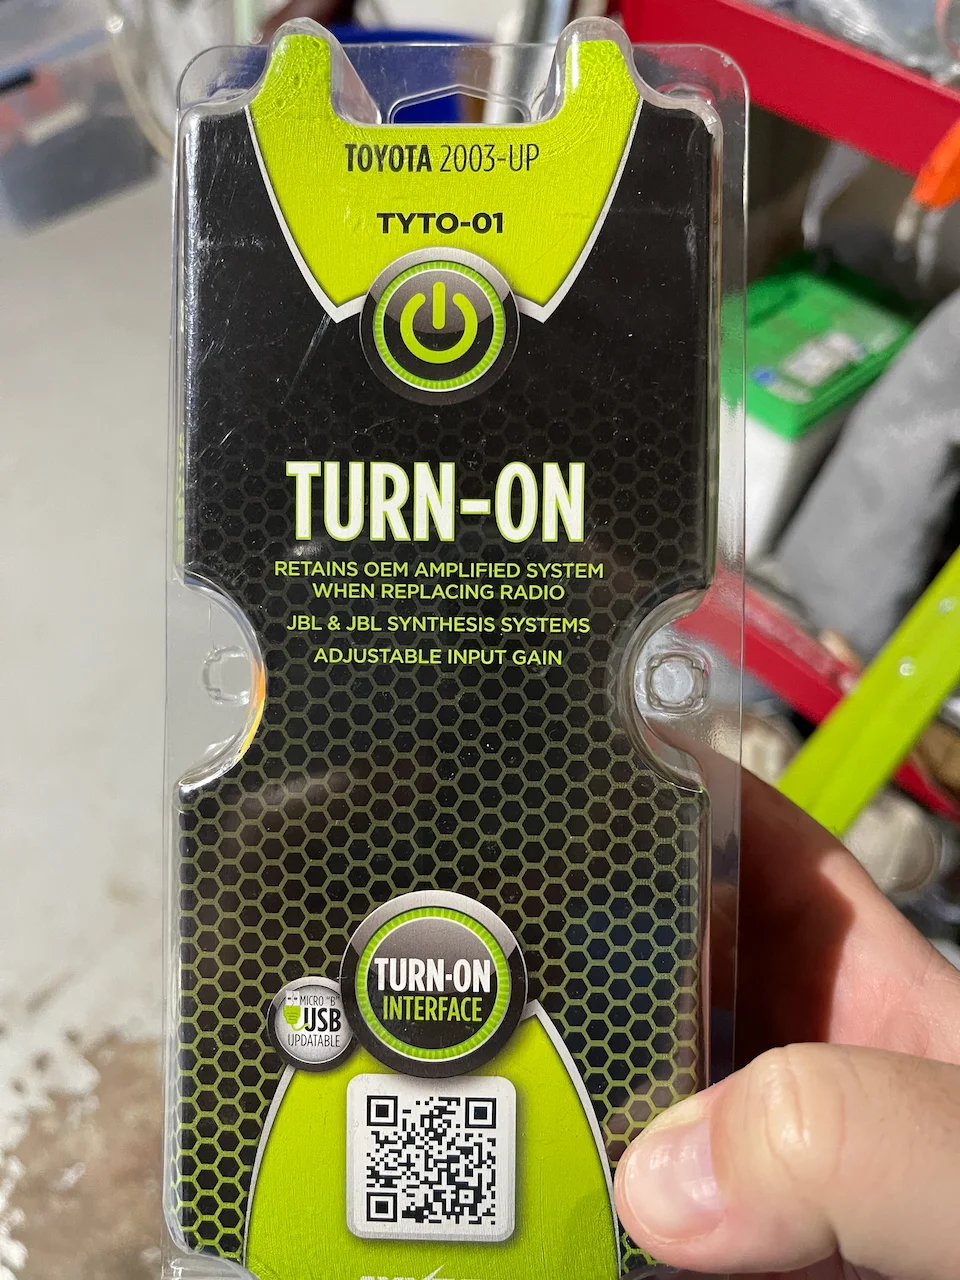 TOYOTA 2003-UP
TYTO-01
TURN-ON
RETAINS OEM AMPLIFIED SYSTEM
WHEN REPLACING RADIO
JBL & JBL SYNTHESIS SYSTEMS
ADJUSTABLE INPUT GAIN
TURN-ON
INTERFACE
MICRO "B"
USB
UPDATABLE